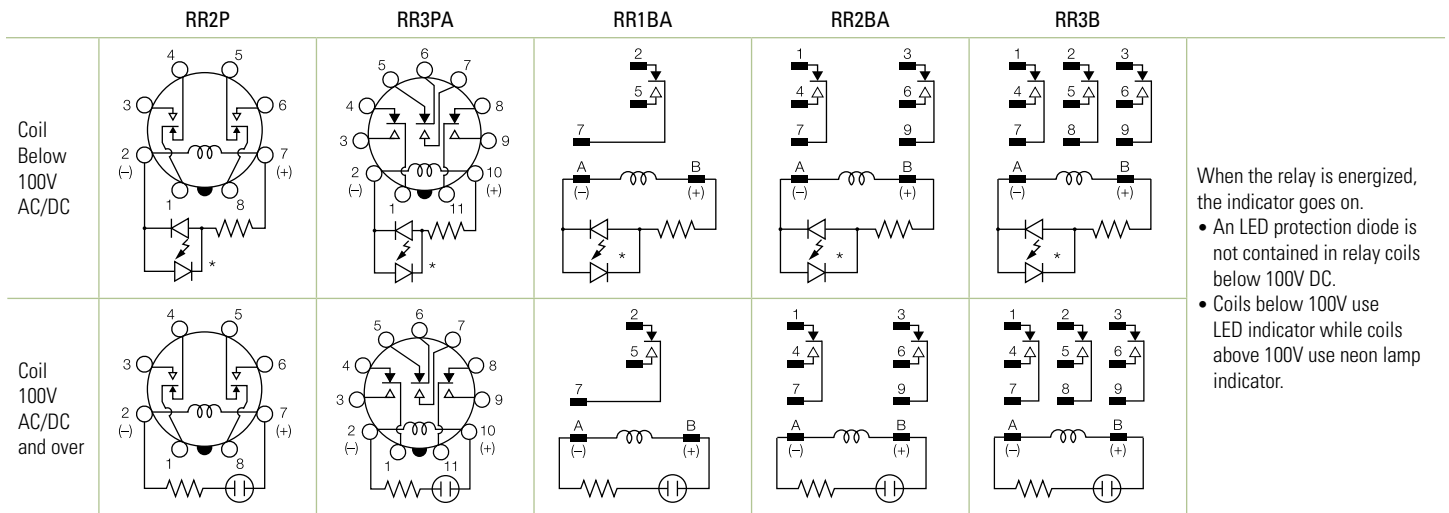 RR2P RR3PA RR1BA RR2BA RR3B
Coil
Below
100V
AC/DC
4 5
3 6
2 7
(–) (+)
1 8
*
6
5 7
4 8
3 9
2 10
(–) (+)
1 11
*
2
5
7
A B
(–) (+)
*
1 3
4 6
7 9
A B
(–) (+)
*
1 2 3
4 5 6
7 8 9
A B
(–) (+)
*
When the relay is energized,
the indicator goes on.
• An LED protection diode is
not contained in relay coils
below 100V DC.
• Coils below 100V use
LED indicator while coils
above 100V use neon lamp
indicator.
Coil
100V
AC/DC
and over
4 5
3 6
2 7
(–) (+)
1 8
6
5 7
4 8
3 9
2 10
(–) (+)
1 11
2
5
7
A B
(–) (+)
1 3
4 6
7 9
A B
(–) (+)
1 2 3
4 5 6
7 8 9
A B
(–) (+)